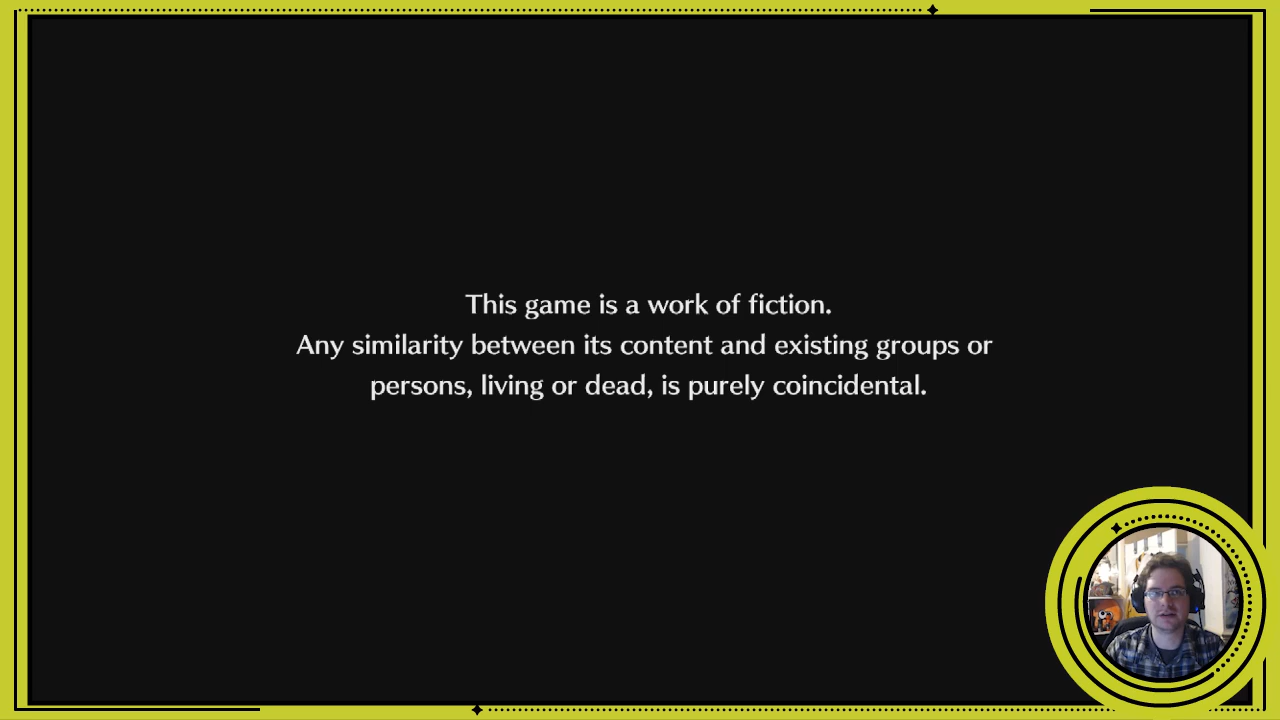 This game is a work of fiction.
Any similarity between its content and existing groups or
persons, living or dead, is purely coincidental.